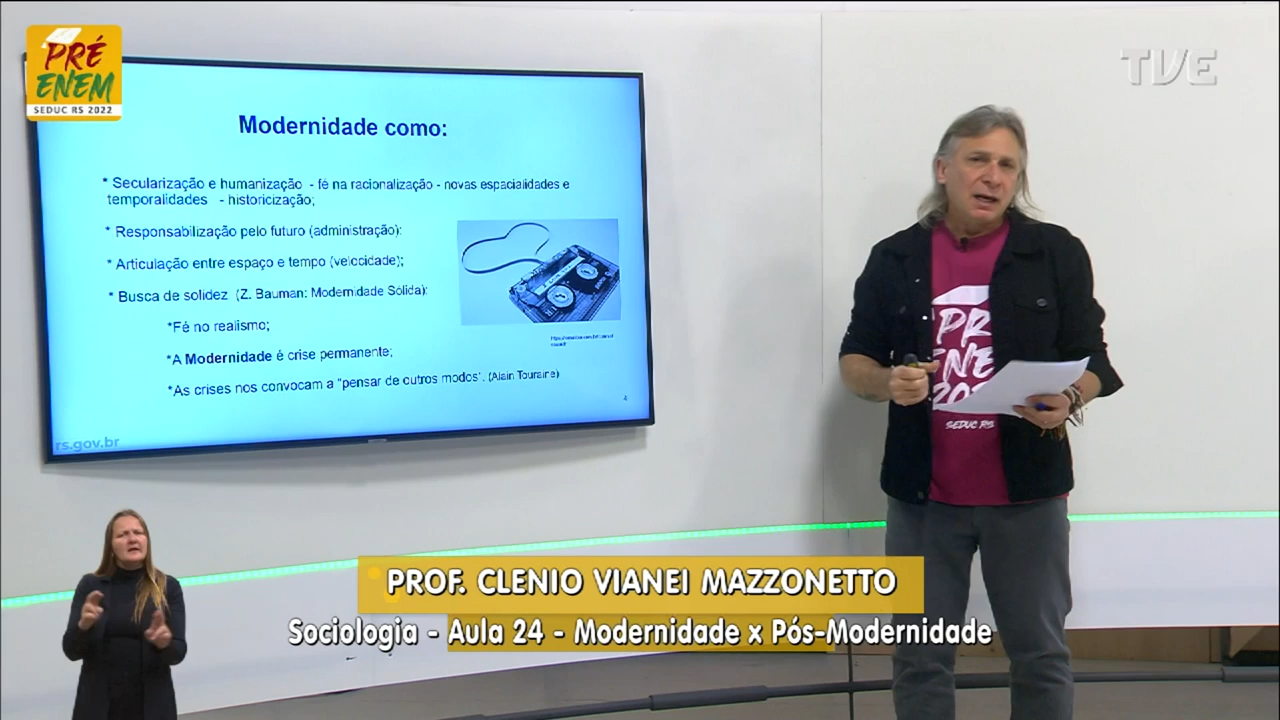 PRÉ
ENEM
SEDUC RS 2022
TVE
Modernidade como:
* Secularização e humanização - fé na racionalização - novas espacialidades e
temporalidades - historicização;
* Responsabilização pelo futuro (administração):
* Articulação entre espaço e tempo (velocidade);
* Busca de solidez (Z. Bauman: Modernidade Sólida):
*Fé no realismo;
*A Modernidade é crise permanente;
*As crises nos convocam a "pensar de outros modos". (Alain Touraine)
4
rs.gov.br
SEDUC RS
PROF. CLENIO VIANEI MAZZONETTO
Sociologia - Aula 24 - Modernidade x Pós-Modernidade